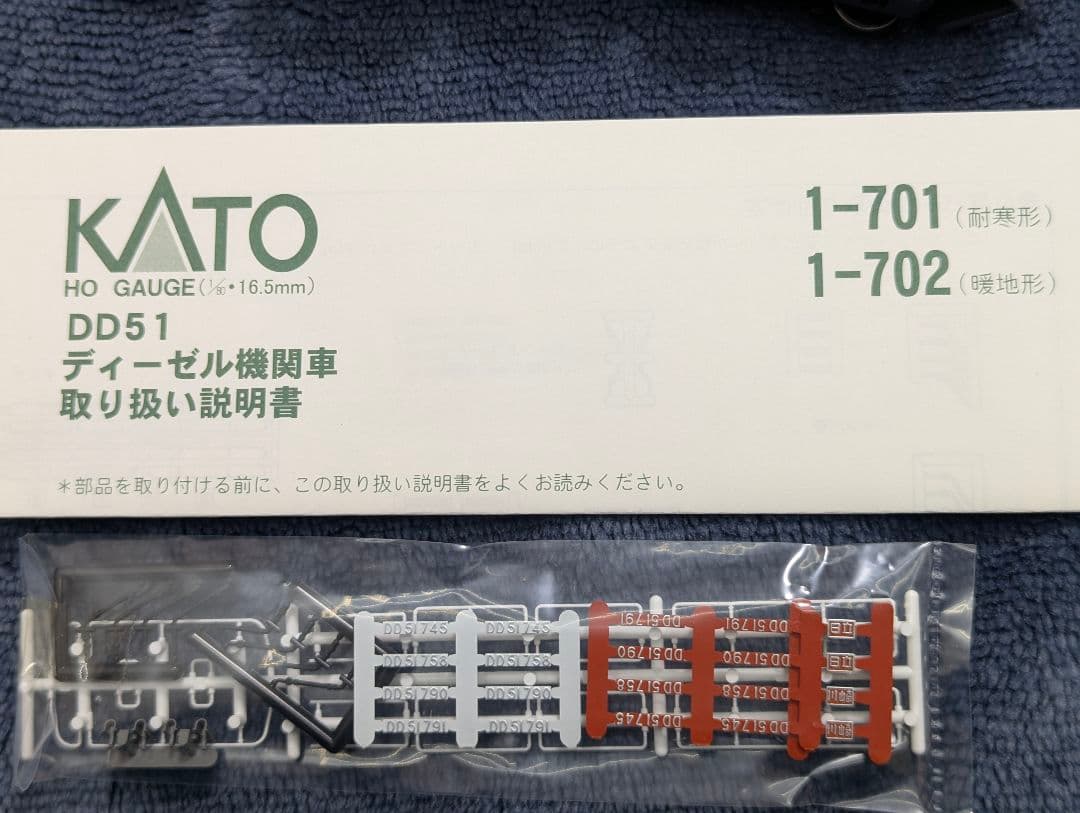 KATO
HO GAUGE(1/80・16.5mm)
DD51
ディーゼル機関車
取り扱い説明書
1-701(耐寒形)
1-702(暖地形)
*部品を取り付ける前に、この取り扱い説明書をよくお読みください。
DD51745 DD51745
DD51758 DD51758
DD51790 DD51790
DD51791 DD51791
DD51791 DD51791
DD51790 DD51790
DD51758 DD51758
DD51745 DD51745
日立
日立